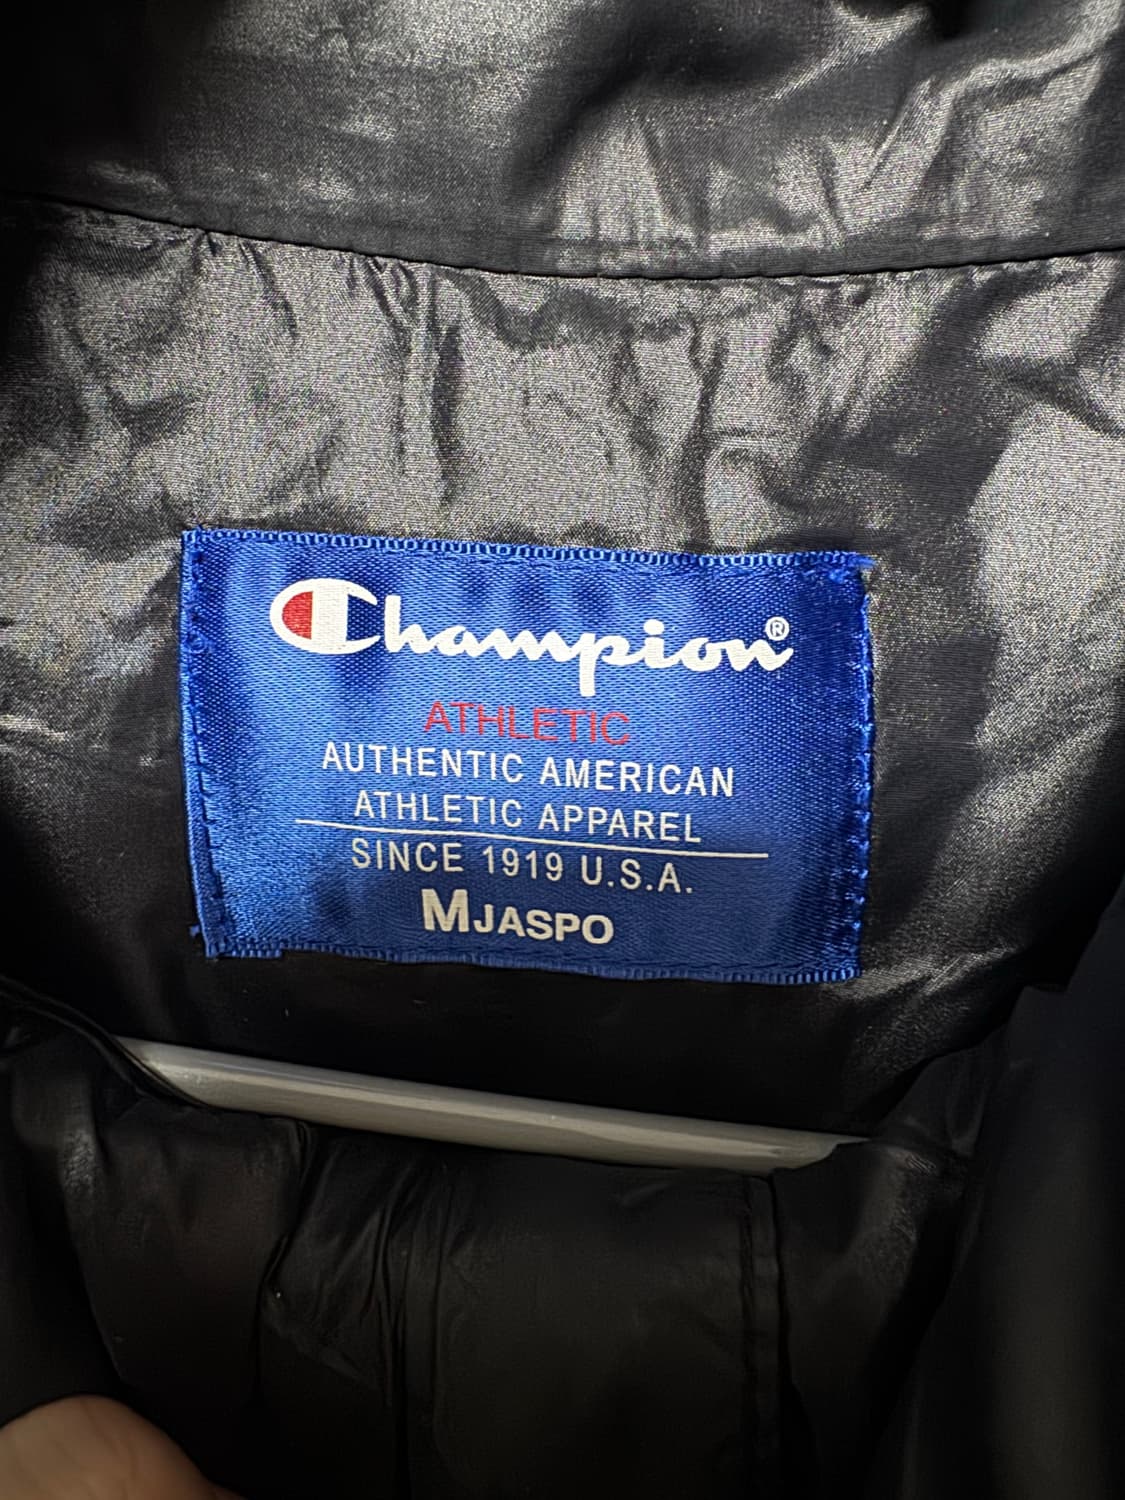 Champion®
ATHLETIC
AUTHENTIC AMERICAN
ATHLETIC APPAREL
SINCE 1919 U.S.A.
MJASPO